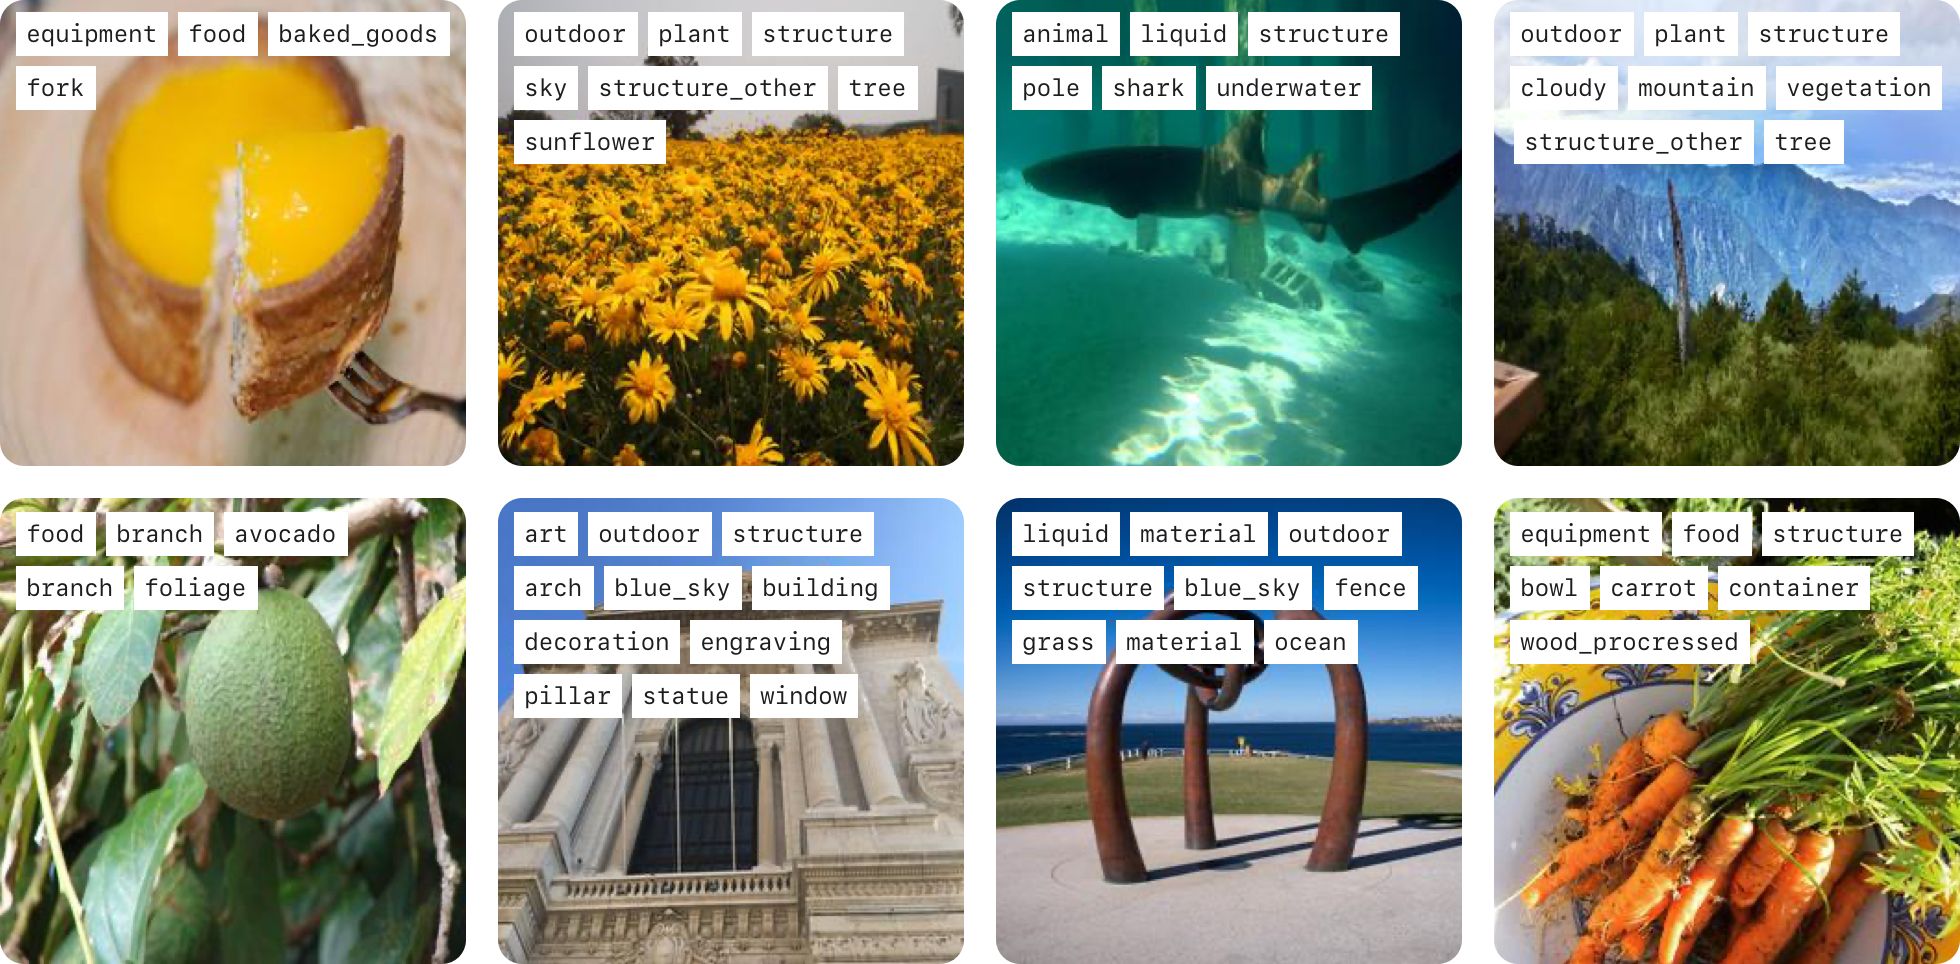 equipment food baked_goods
fork
outdoor plant structure
sky structure_other tree
sunflower
animal liquid structure
pole shark underwater
outdoor plant structure
cloudy mountain vegetation
structure_other tree
food branch avocado
branch foliage
art outdoor structure
arch blue_sky building
decoration engraving
pillar statue window
liquid material outdoor
structure blue_sky fence
grass material ocean
equipment food structure
bowl carrot container
wood_procressed